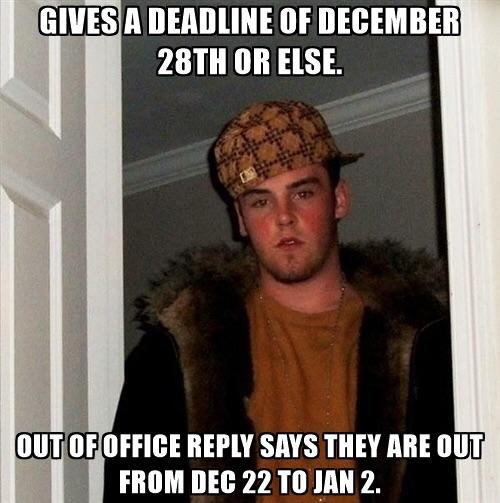 GIVES A DEADLINE OF DECEMBER
28TH OR ELSE.
OUT OF OFFICE REPLY SAYS THEY ARE OUT
FROM DEC 22 TO JAN 2.